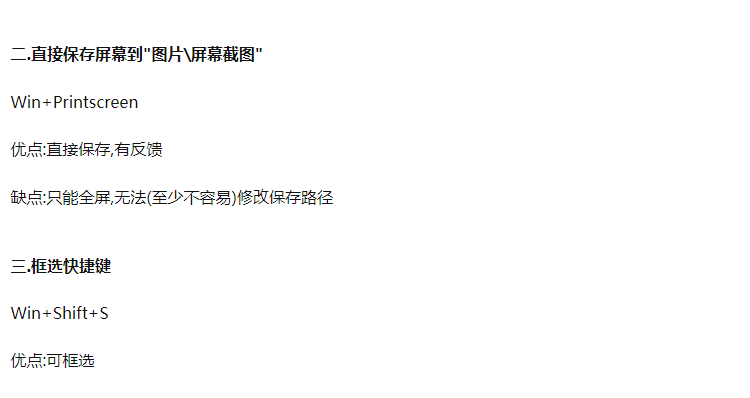 二.直接保存屏幕到"图片\屏幕截图"
Win+Printscreen
优点:直接保存,有反馈
缺点:只能全屏,无法(至少不容易)修改保存路径
三.框选快捷键
Win+Shift+S
优点:可框选